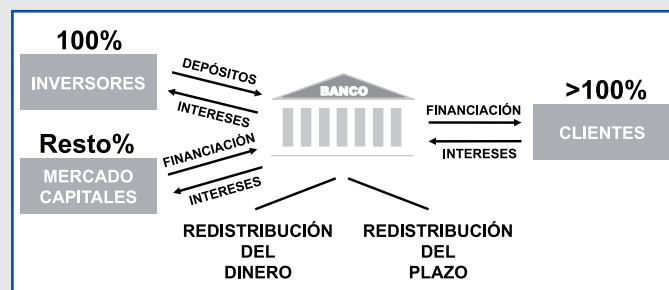 100%
INVERSORES
DEPÓSITOS
INTERESES
Resto%
MERCADO
CAPITALES
FINANCIACIÓN
INTERESES
BANCO
FINANCIACIÓN
INTERESES
>100%
CLIENTES
REDISTRIBUCIÓN
DEL
DINERO
REDISTRIBUCIÓN
DEL
PLAZO